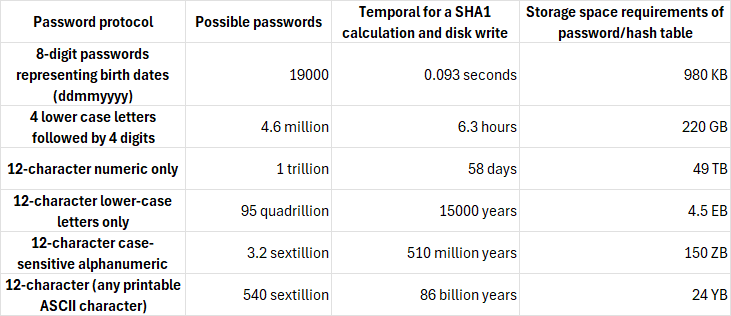 Password protocol
Possible passwords
Temporal for a SHA1
calculation and disk write
Storage space requirements of
password/hash table
8-digit passwords
representing birth dates
(ddmmyyyy)
19000
0.093 seconds
980 KB
4 lower case letters
followed by 4 digits
4.6 million
6.3 hours
220 GB
12-character numeric only
1 trillion
58 days
49 TB
12-character lower-case
letters only
95 quadrillion
15000 years
4.5 EB
12-character case-
sensitive alphanumeric
3.2 sextillion
510 million years
150 ZB
12-character (any printable
ASCII character)
540 sextillion
86 billion years
24 YB